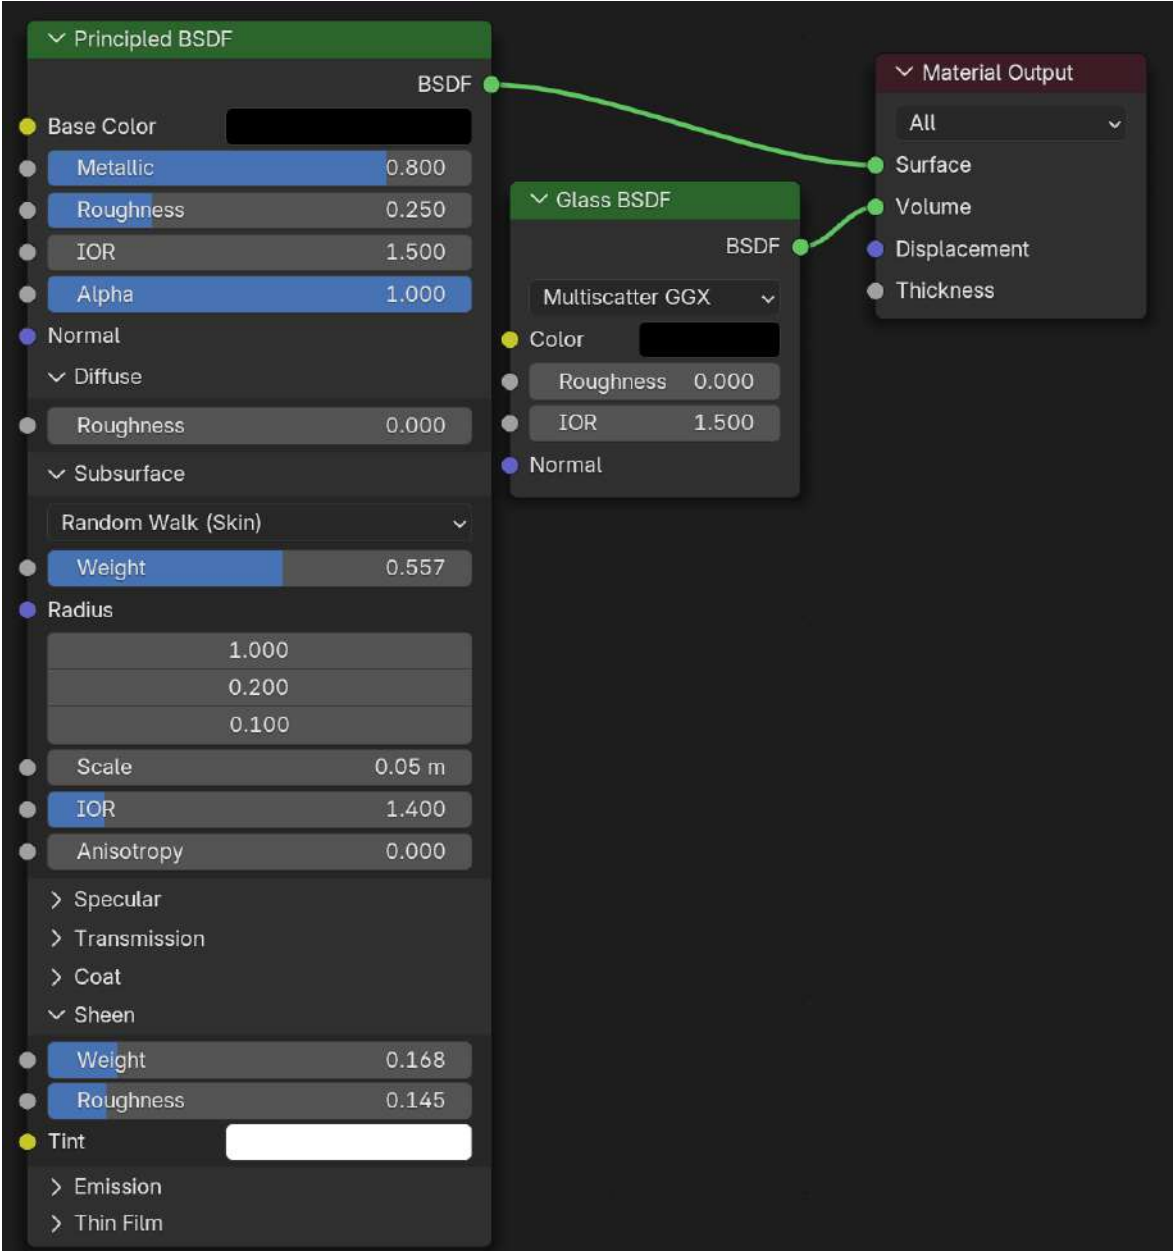 Principled BSDF
BSDF
Base Color
Metallic 0.800
Roughness 0.250
IOR 1.500
Alpha 1.000
Normal
Diffuse
Roughness 0.000
Subsurface
Random Walk (Skin)
Weight 0.557
Radius
1.000
0.200
0.100
Scale 0.05 m
IOR 1.400
Anisotropy 0.000
Specular
Transmission
Coat
Sheen
Weight 0.168
Roughness 0.145
Tint
Emission
Thin Film
Glass BSDF
BSDF
Multiscatter GGX
Color
Roughness 0.000
IOR 1.500
Normal
Material Output
All
Surface
Volume
Displacement
Thickness